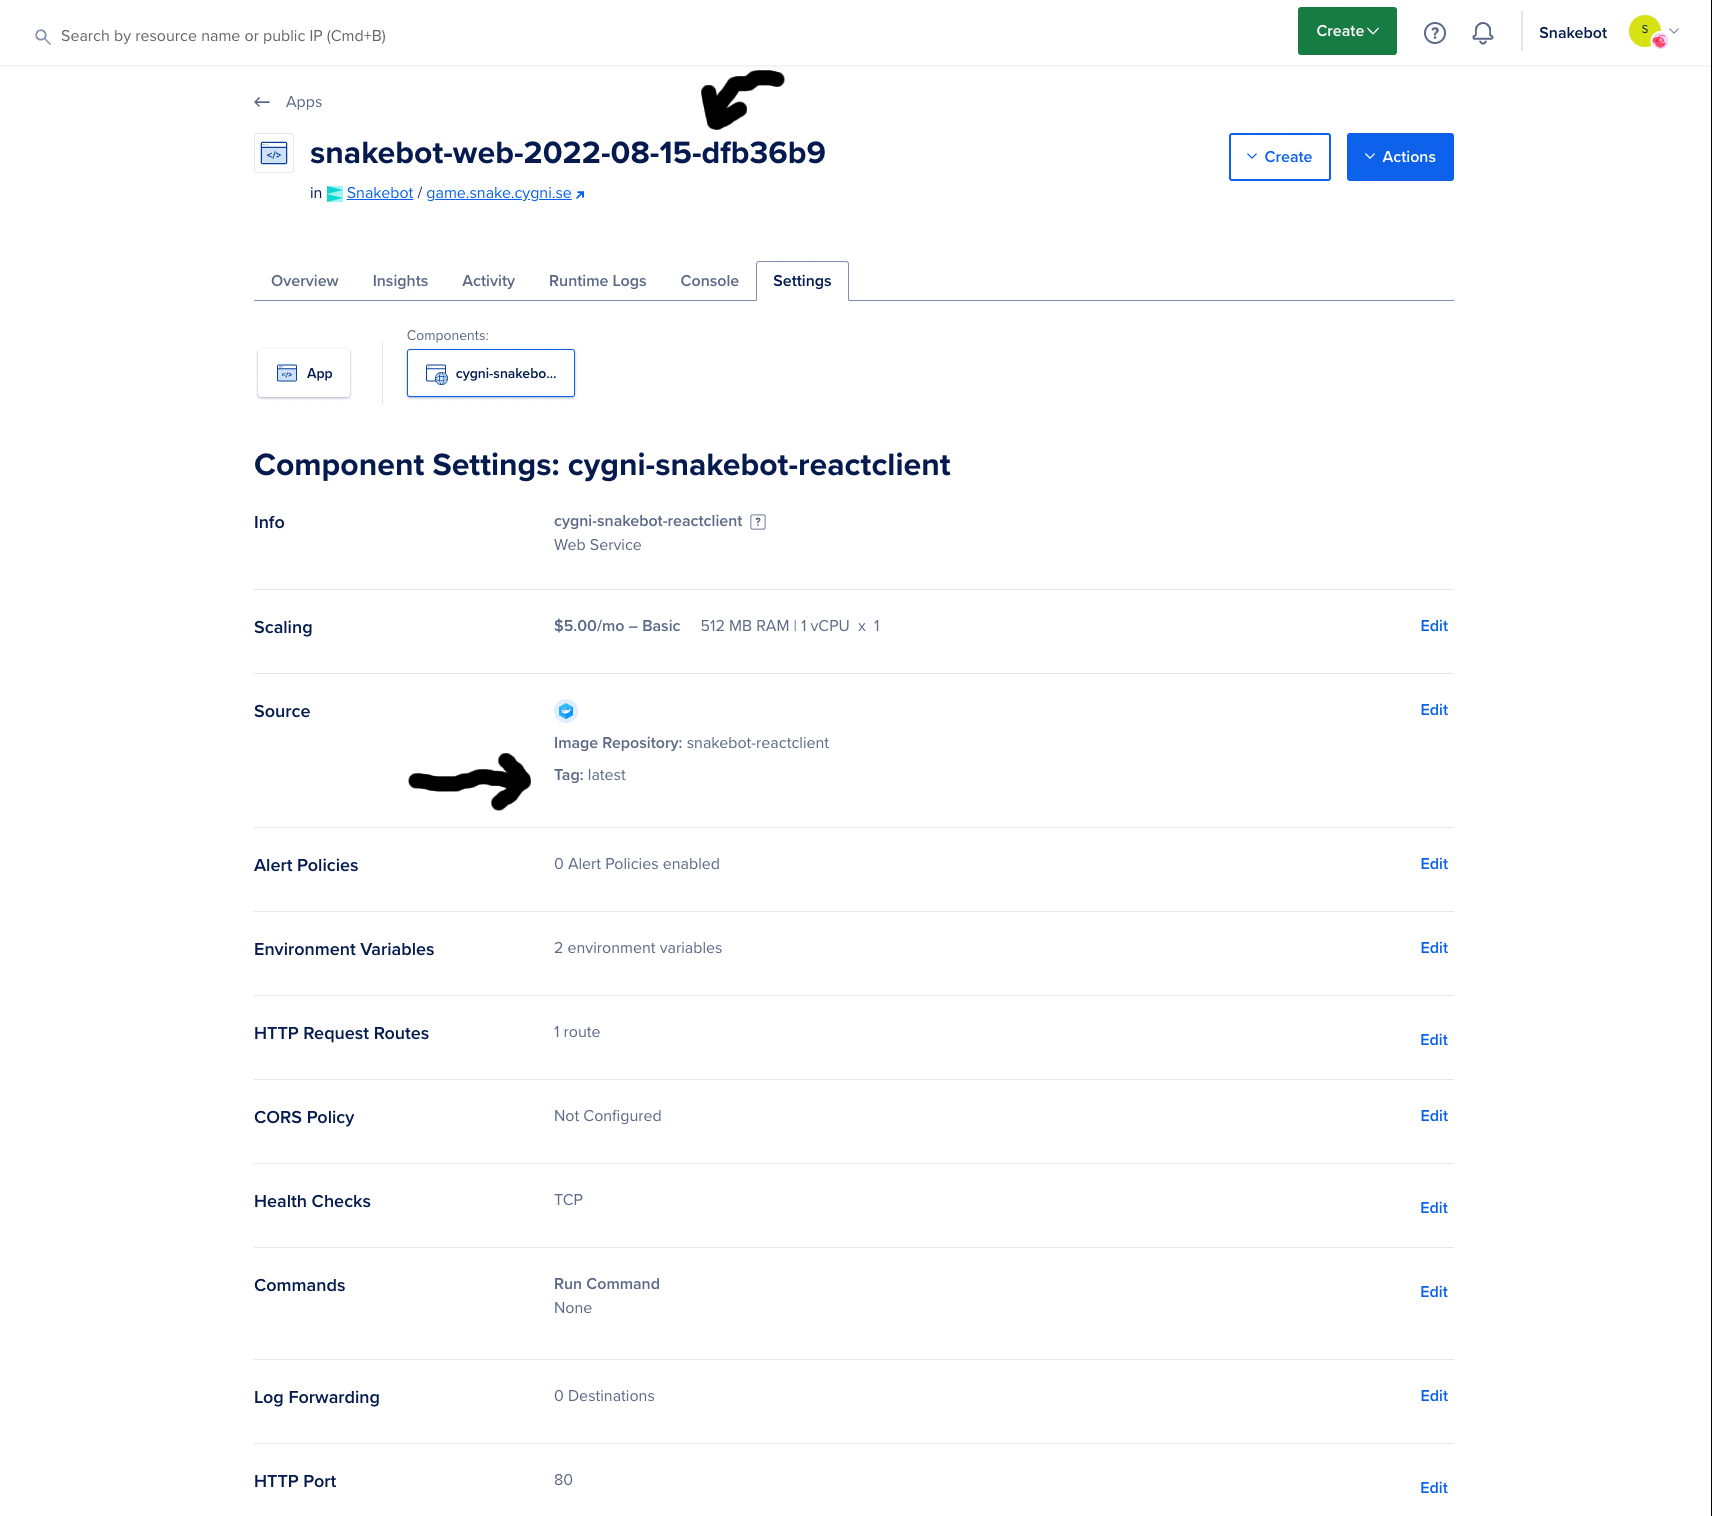 Search by resource name or public IP (Cmd+B)
Create
Snakebot
S
Apps
snakebot-web-2022-08-15-dfb36b9
Create
Actions
in Snakebot / game.snake.cygni.se
Overview Insights Activity Runtime Logs Console Settings
Components:
App
cygni-snakebo...
Component Settings: cygni-snakebot-reactclient
Info
cygni-snakebot-reactclient ?
Web Service
Scaling
$5.00/mo – Basic 512 MB RAM | 1 vCPU x 1
Edit
Source
Edit
Image Repository: snakebot-reactclient
Tag: latest
Alert Policies
0 Alert Policies enabled
Edit
Environment Variables
2 environment variables
Edit
HTTP Request Routes
1 route
Edit
CORS Policy
Not Configured
Edit
Health Checks
TCP
Edit
Commands
Run Command
None
Edit
Log Forwarding
0 Destinations
Edit
HTTP Port
80
Edit